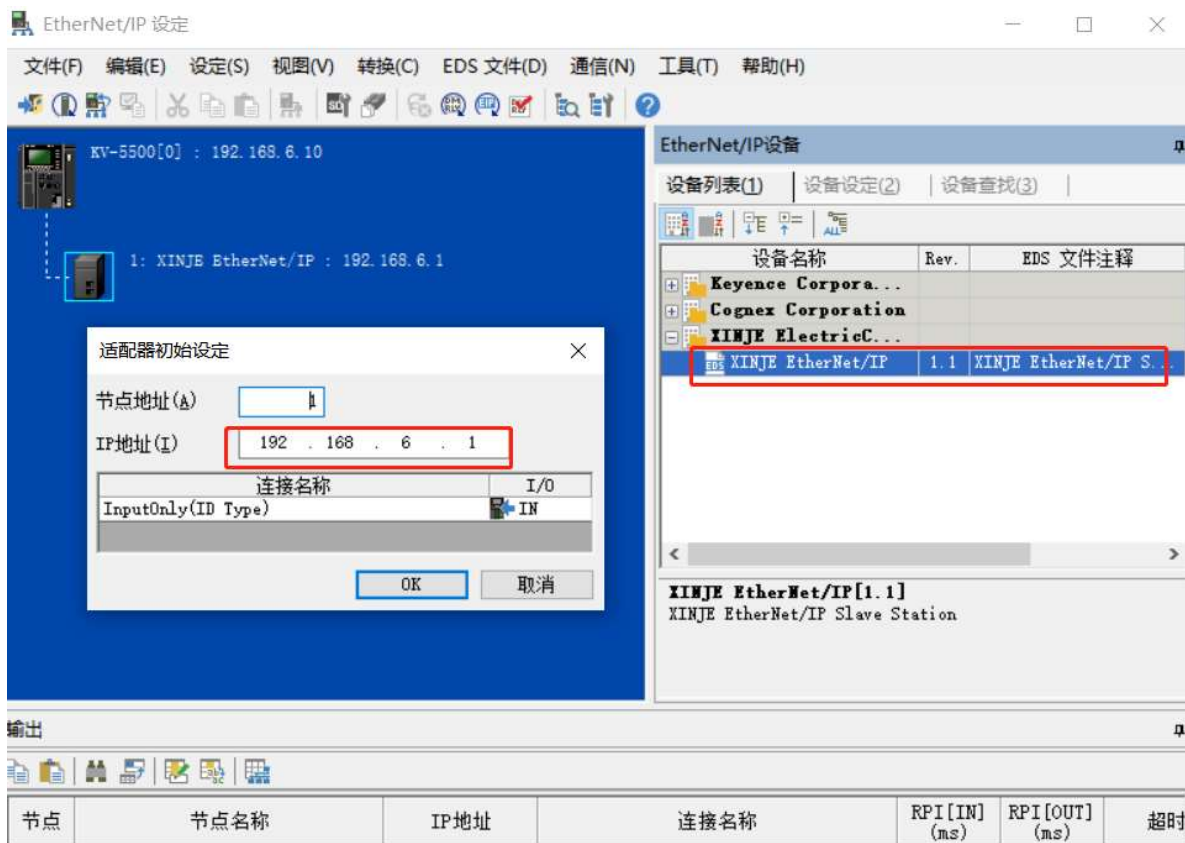 EtherNet/IP 设定
文件(F) 编辑(E) 设定(S) 视图(V) 转换(C) EDS 文件(D) 通信(N) 工具(T) 帮助(H)
KV-5500[0] : 192.168.6.10
1: XINJE EtherNet/IP : 192.168.6.1
适配器初始设定
节点地址(A) 1
IP地址(I) 192 . 168 . 6 . 1
连接名称 I/O
InputOnly(ID Type) IN
OK 取消
EtherNet/IP设备
设备列表(1) 设备设定(2) 设备查找(3)
设备名称 Rev. EDS 文件注释
Keyence Corpora...
Cognex Corporation
XINJE ElectricC...
EDS XINJE EtherNet/IP 1.1 XINJE EtherNet/IP S...
XINJE EtherNet/IP[1.1]
XINJE EtherNet/IP Slave Station
输出
节点 节点名称 IP地址 连接名称 RPI[IN] (ms) RPI[OUT] (ms) 超时